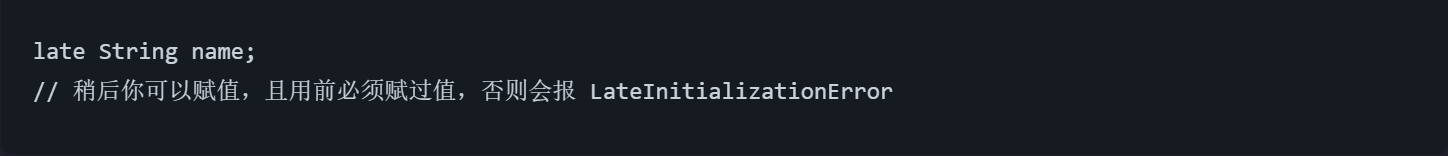 late String name;
// 稍后你可以赋值，且用前必须赋过值，否则会报 LateInitializationError